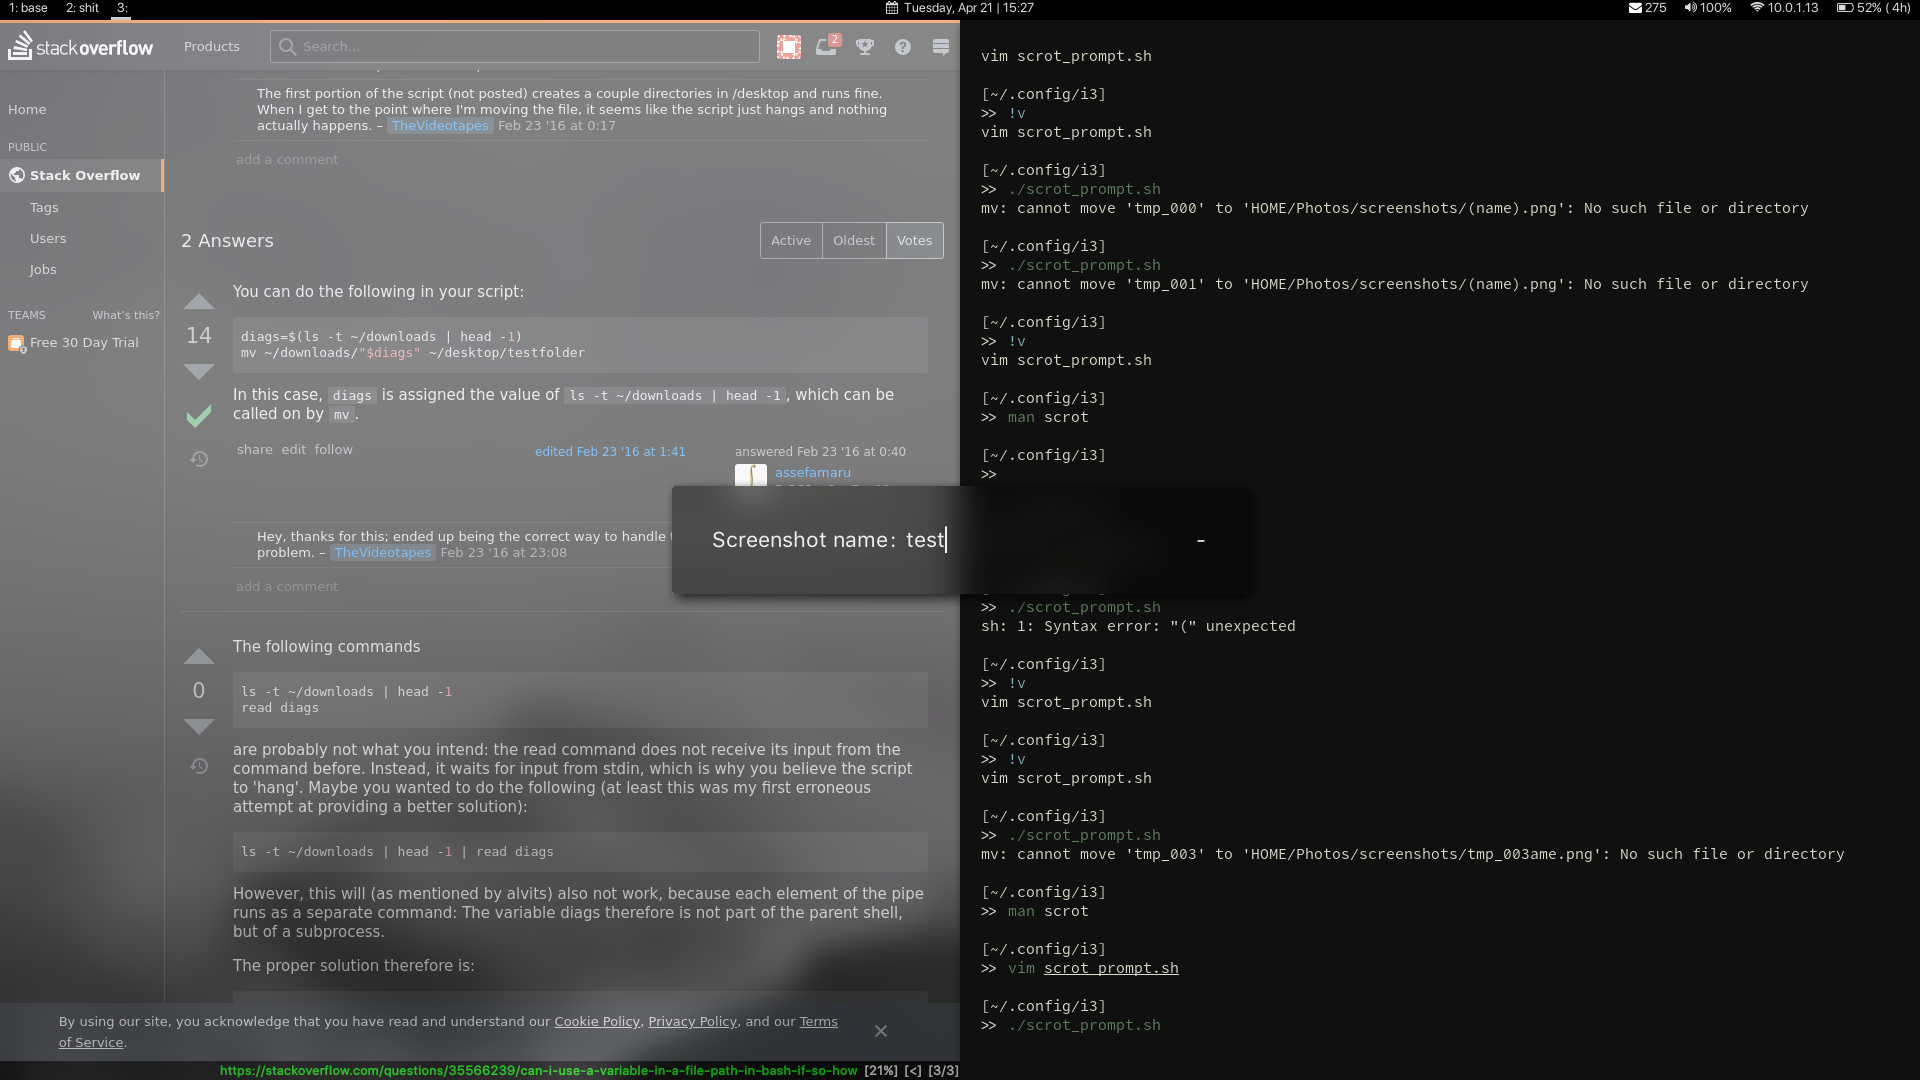 1: base 2: shit 3:
Tuesday, Apr 21 | 15:27
275 100% 10.0.1.13 52% ( 4h)
stackoverflow Products Search... 2
Home
PUBLIC
Stack Overflow
Tags
Users
Jobs
TEAMS What's this?
Free 30 Day Trial
The first portion of the script (not posted) creates a couple directories in /desktop and runs fine.
When I get to the point where I'm moving the file, it seems like the script just hangs and nothing
actually happens. – TheVideotapes Feb 23 '16 at 0:17
add a comment
2 Answers
Active Oldest Votes
14
You can do the following in your script:
diags=$(ls -t ~/downloads | head -1)
mv ~/downloads/"$diags" ~/desktop/testfolder
In this case, diags is assigned the value of ls -t ~/downloads | head -1 , which can be
called on by mv .
share edit follow
edited Feb 23 '16 at 1:41
answered Feb 23 '16 at 0:40
assefamaru
Hey, thanks for this; ended up being the correct way to handle
problem. – TheVideotapes Feb 23 '16 at 23:08
add a comment
0
The following commands
ls -t ~/downloads | head -1
read diags
are probably not what you intend: the read command does not receive its input from the
command before. Instead, it waits for input from stdin, which is why you believe the script
to 'hang'. Maybe you wanted to do the following (at least this was my first erroneous
attempt at providing a better solution):
ls -t ~/downloads | head -1 | read diags
However, this will (as mentioned by alvits) also not work, because each element of the pipe
runs as a separate command: The variable diags therefore is not part of the parent shell,
but of a subprocess.
The proper solution therefore is:
By using our site, you acknowledge that you have read and understand our Cookie Policy, Privacy Policy, and our Terms
of Service.
https://stackoverflow.com/questions/35566239/can-i-use-a-variable-in-a-file-path-in-bash-if-so-how [21%] [<] [3/3]
Screenshot name: test -
vim scrot_prompt.sh
[~/.config/i3]
>> !v
vim scrot_prompt.sh
[~/.config/i3]
>> ./scrot_prompt.sh
mv: cannot move 'tmp_000' to 'HOME/Photos/screenshots/(name).png': No such file or directory
[~/.config/i3]
>> ./scrot_prompt.sh
mv: cannot move 'tmp_001' to 'HOME/Photos/screenshots/(name).png': No such file or directory
[~/.config/i3]
>> !v
vim scrot_prompt.sh
[~/.config/i3]
>> man scrot
[~/.config/i3]
>>
>> ./scrot_prompt.sh
sh: 1: Syntax error: "(" unexpected
[~/.config/i3]
>> !v
vim scrot_prompt.sh
[~/.config/i3]
>> !v
vim scrot_prompt.sh
[~/.config/i3]
>> ./scrot_prompt.sh
mv: cannot move 'tmp_003' to 'HOME/Photos/screenshots/tmp_003ame.png': No such file or directory
[~/.config/i3]
>> man scrot
[~/.config/i3]
>> vim scrot_prompt.sh
[~/.config/i3]
>> ./scrot_prompt.sh